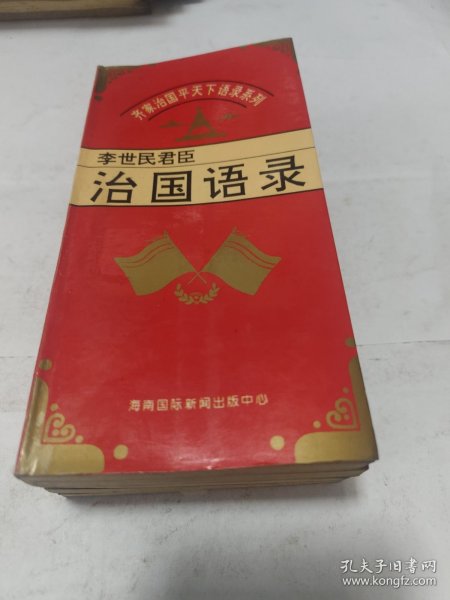 齐家治国平天下语录系列
李世民君臣
治国语录
海南国际新闻出版中心
孔夫子旧书网
www.kongfz.com